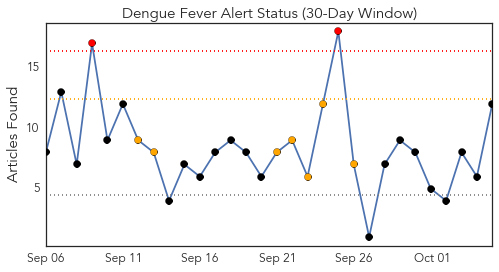 Dengue Fever Alert Status (30-Day Window)
Articles Found
15
10
5
Sep 06
Sep 11
Sep 16
Sep 21
Sep 26
Oct 01